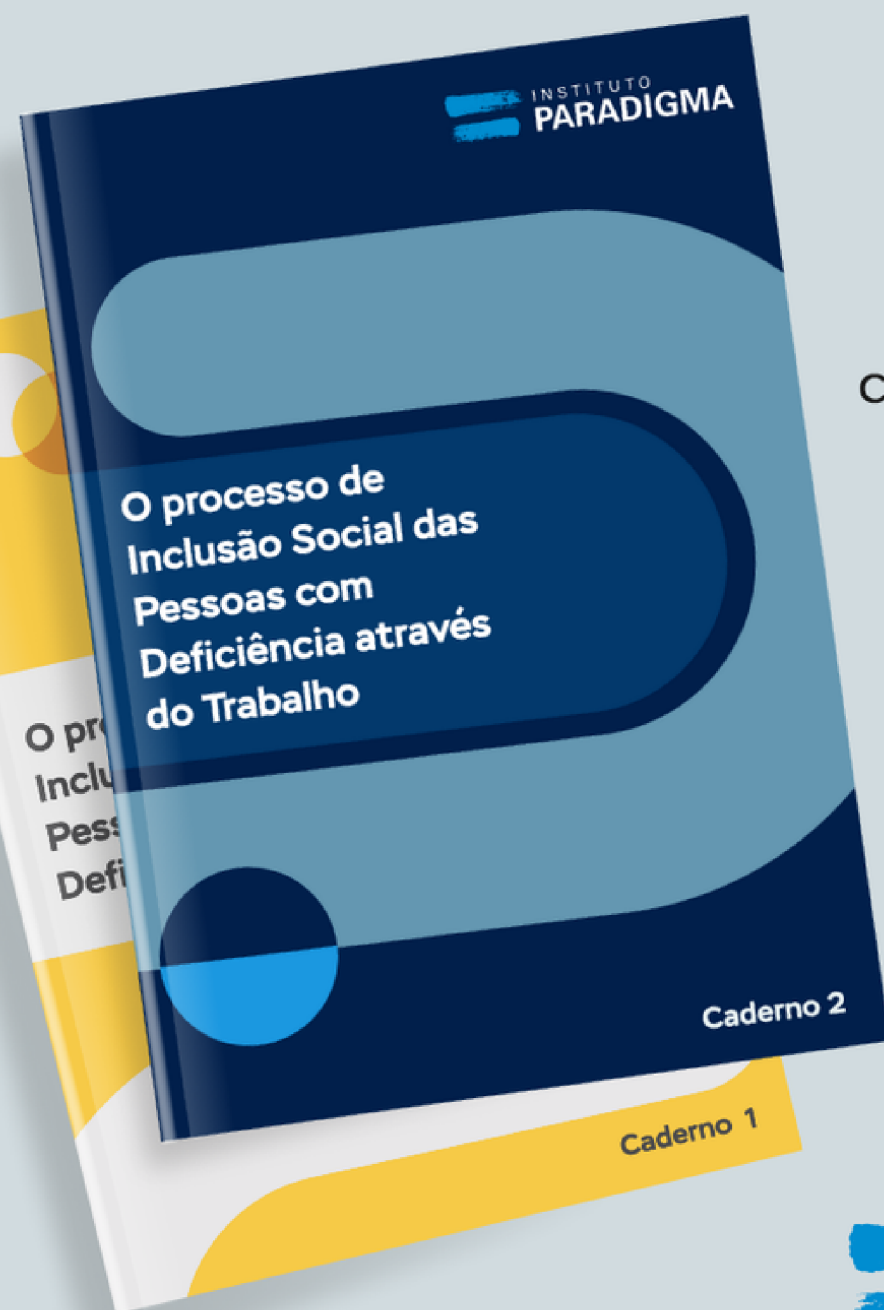 INSTITUTO
PARADIGMA
O processo de
Inclusão Social das
Pessoas com
Deficiência através
do Trabalho
Caderno 2
O
Caderno 1